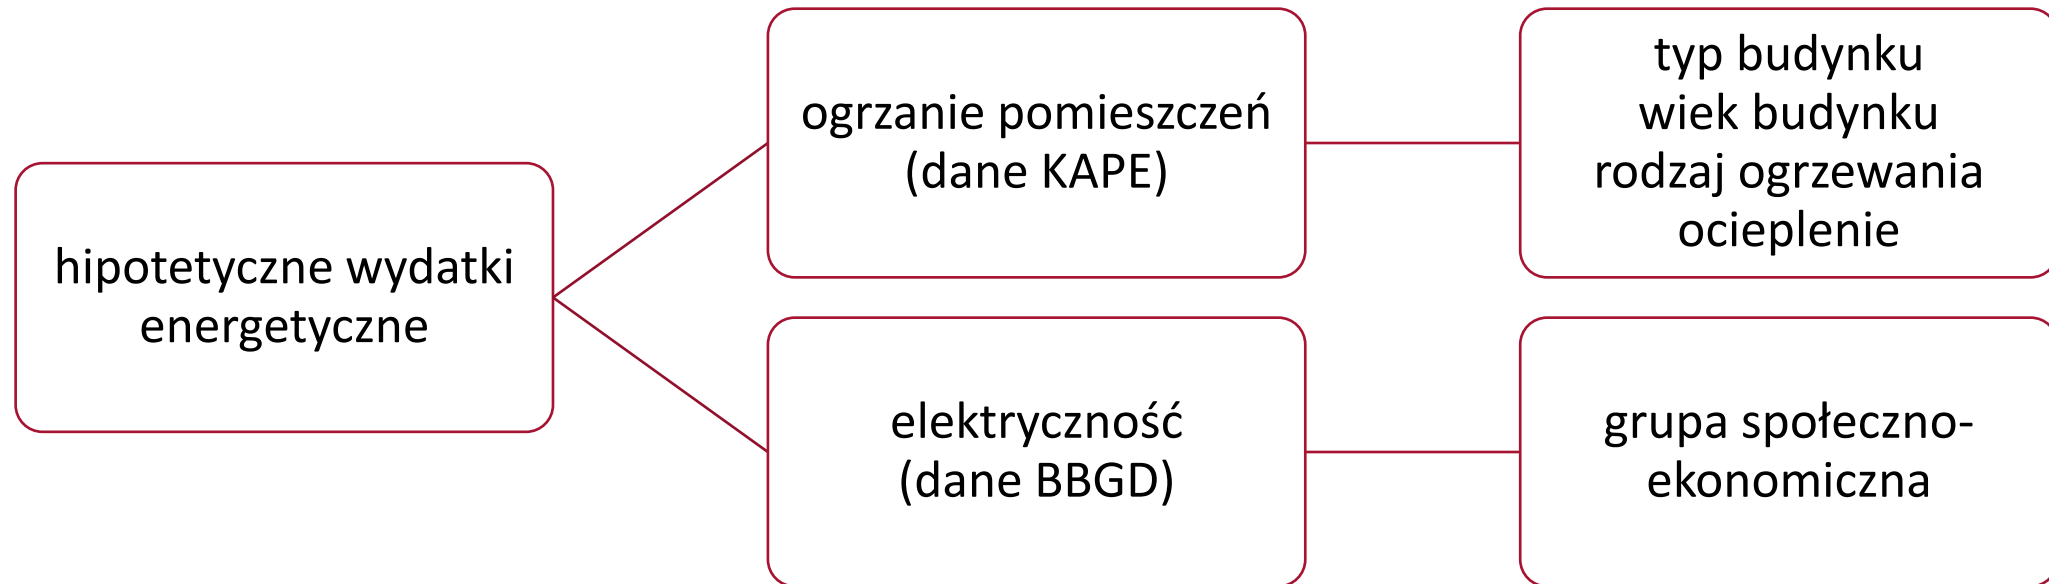 hipotetyczne wydatki
energetyczne
ogrzanie pomieszczeń
(dane KAPE)
typ budynku
wiek budynku
rodzaj ogrzewania
ocieplenie
elektryczność
(dane BBGD)
grupa społeczno-
ekonomiczna